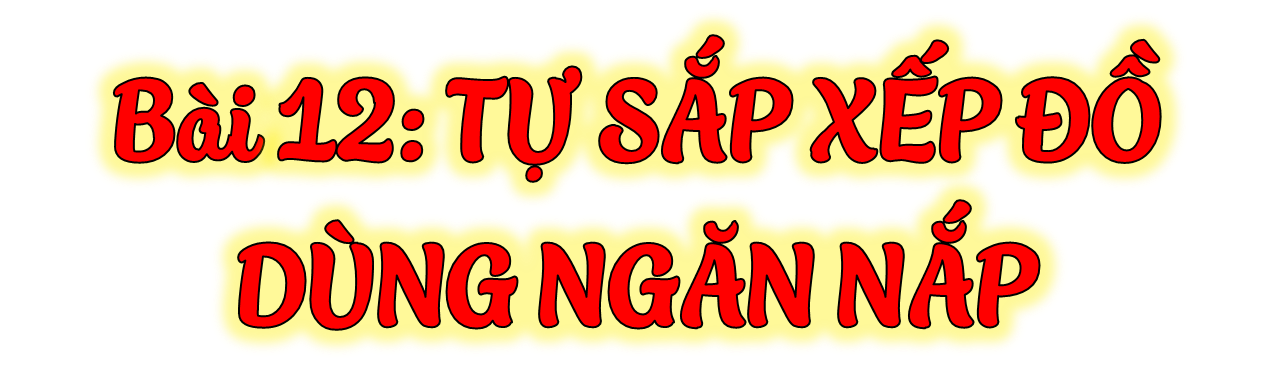 Bài 12: TỰ SẮP XẾP ĐỒ
DÙNG NGĂN NẮP